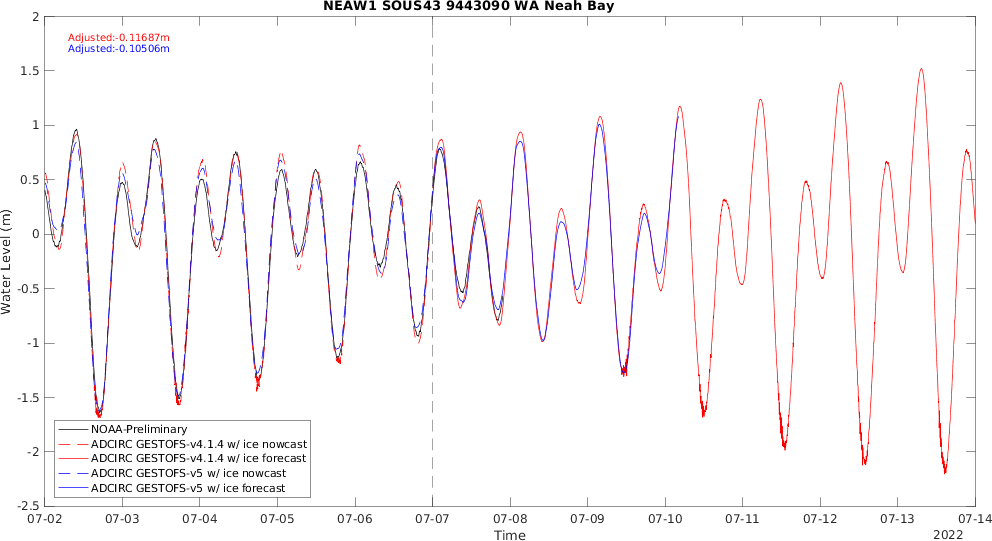 NEAW1 SOUS43 9443090 WA Neah Bay
Adjusted:-0.11687m
Adjusted:-0.10506m
2
1.5
1
0.5
0
-0.5
-1
-1.5
-2
-2.5
Water Level (m)
NOAA-Preliminary
ADCIRC GESTOFS-v4.1.4 w/ ice nowcast
ADCIRC GESTOFS-v4.1.4 w/ ice forecast
ADCIRC GESTOFS-v5 w/ ice nowcast
ADCIRC GESTOFS-v5 w/ ice forecast
07-02 07-03 07-04 07-05 07-06 07-07 07-08 07-09 07-10 07-11 07-12 07-13 07-14
Time
2022